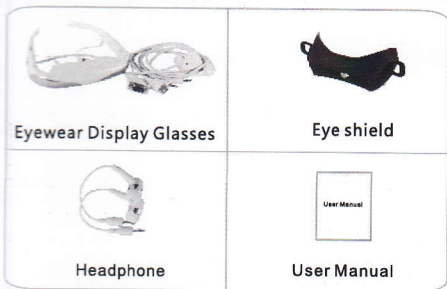 Eyewear Display Glasses
Eye shield
User Manual
Headphone
User Manual